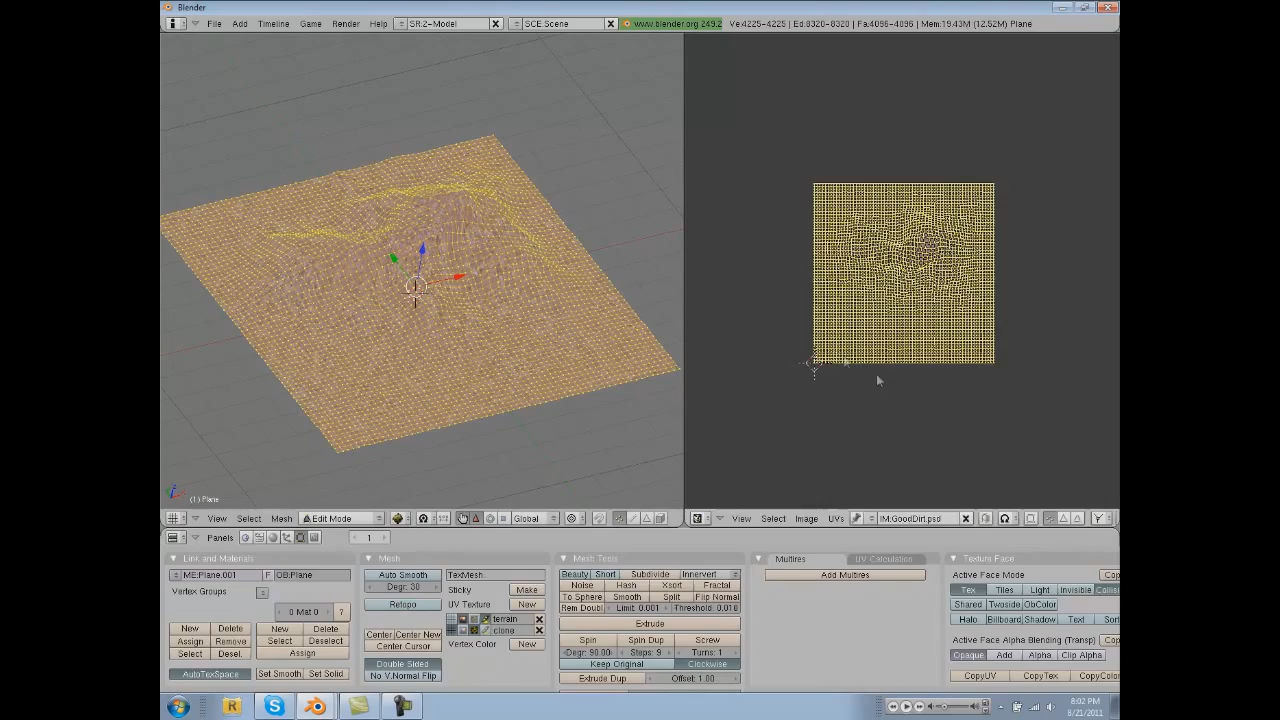 Blender
File Add Timeline Game Render Help SR:2-Model SCE:Scene www.blender.org 249.2 Ve:4225-4225 | Ed:8320-8320 | Fa:4096-4096 | Mem:19.43M (12.52M) Plane
(1) Plane
View Select Mesh Edit Mode Global
View Select Image UVs IM:GoodDirt.psd
Panels 1
Link and Materials
ME:Plane.001 F OB:Plane
Vertex Groups
0 Mat 0 ?
New Delete New Delete
Assign Remove Select Deselect
Select Desel. Assign
AutoTexSpace Set Smooth Set Solid
Mesh
Auto Smooth TexMesh:
Degr: 30 Sticky Make
Retopo UV Texture New
terrain
Center Center New clone
Center Cursor Vertex Color New
Double Sided
No V.Normal Flip
Mesh Tools
Beauty Short Subdivide Innervert
Noise Hash Xsort Fractal
To Sphere Smooth Split Flip Normal
Rem Doubl Limit: 0.001 Threshold: 0.010
Extrude
Spin Spin Dup Screw
Degr: 90.00 Steps: 9 Turns: 1
Keep Original Clockwise
Extrude Dup Offset: 1.00
Multires UV Calculation
Add Multires
Texture Face
Active Face Mode Cop
Tex Tiles Light Invisible Collisi
Shared Twoside ObColor
Halo Billboard Shadow Text Sort
Active Face Alpha Blending (Transp) Cop
Opaque Add Alpha Clip Alpha
CopyUV CopyTex CopyColo
8:02 PM
8/21/2011